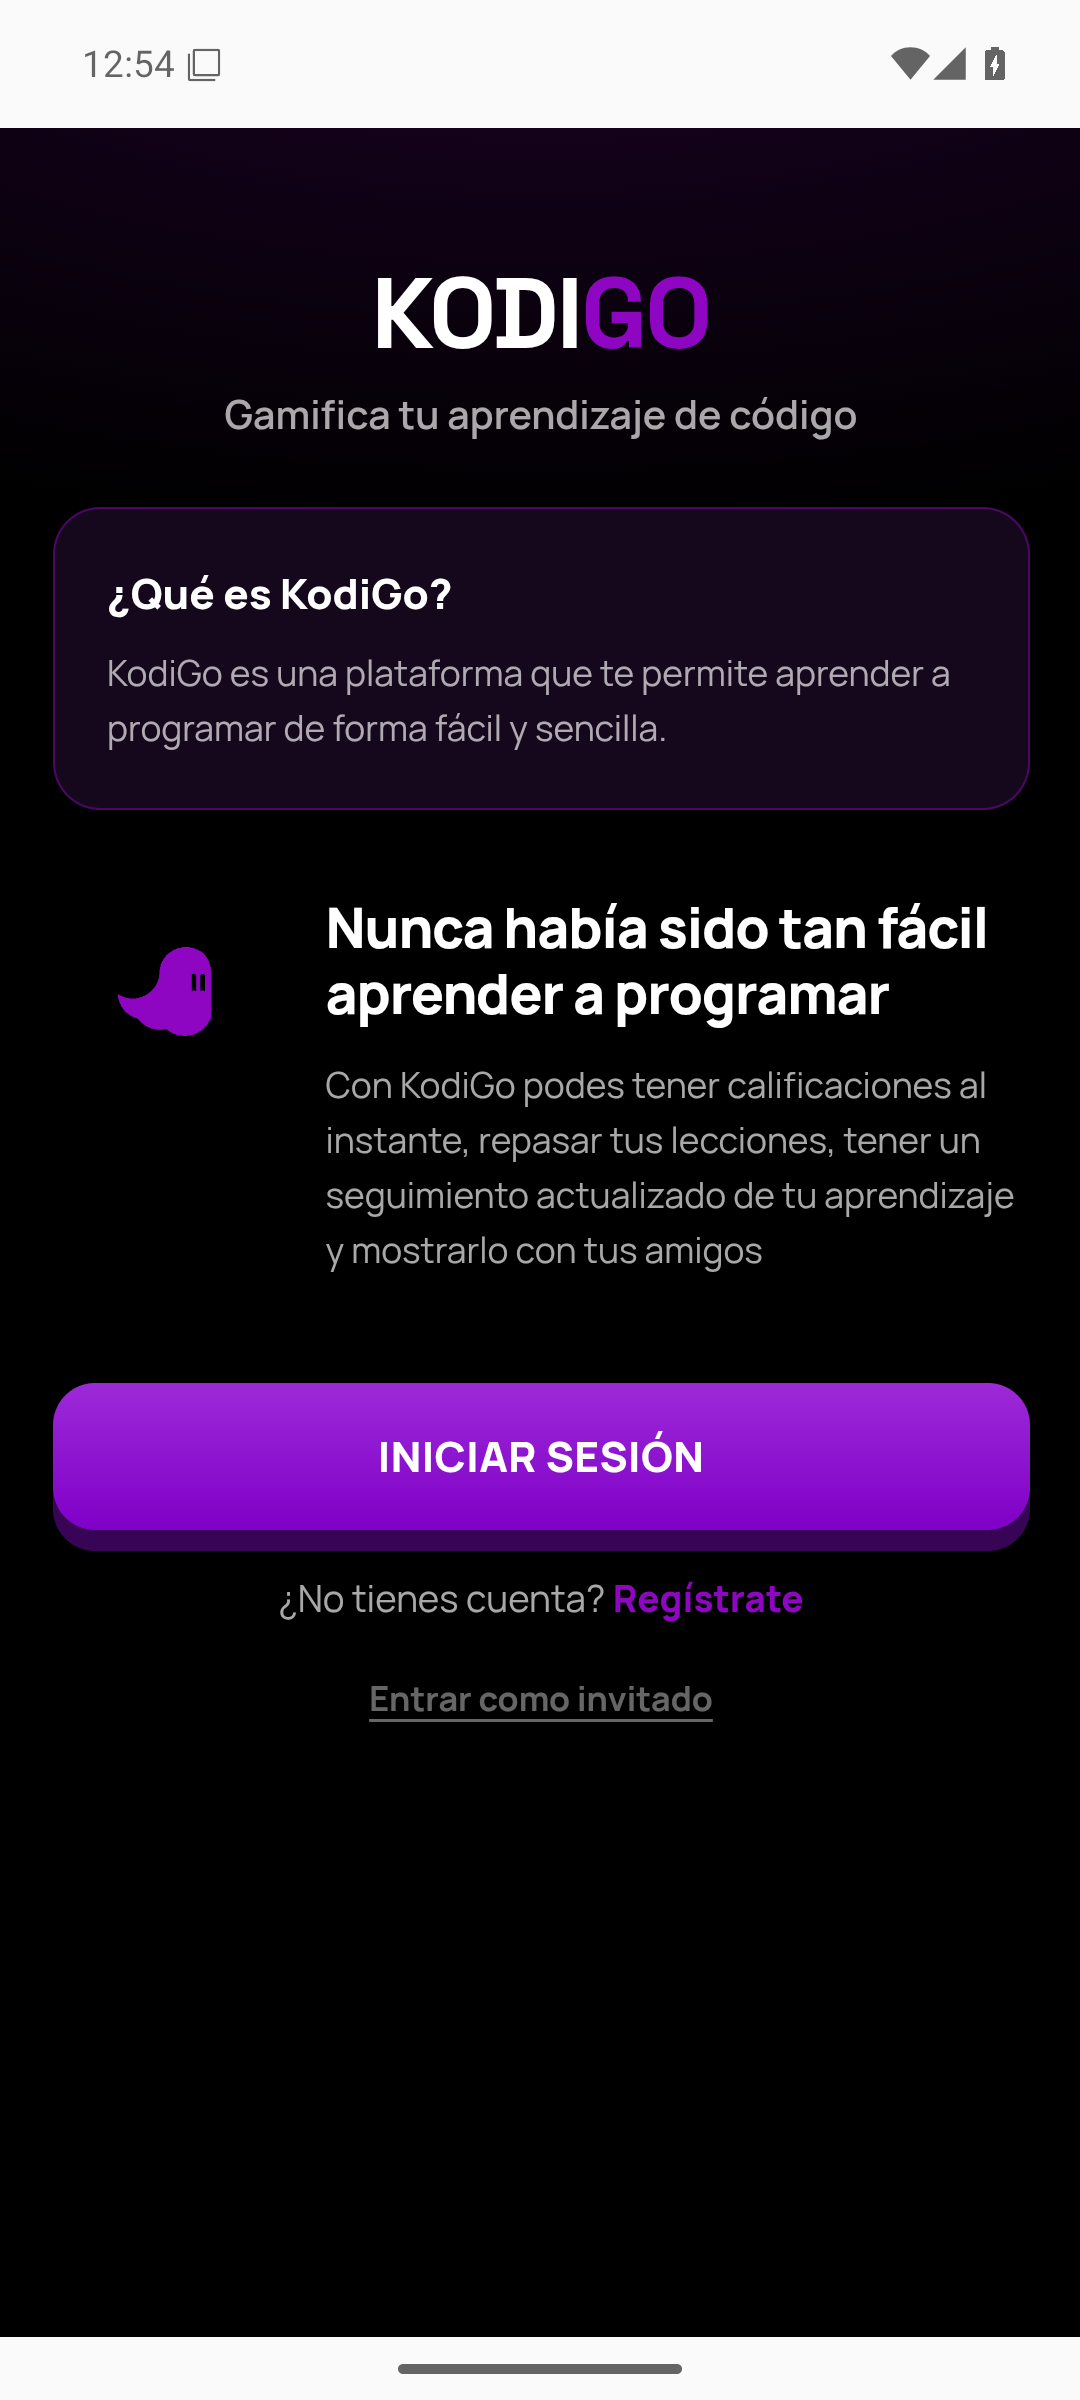 12:54
KODIGO
Gamifica tu aprendizaje de código
¿Qué es KodiGo?
KodiGo es una plataforma que te permite aprender a
programar de forma fácil y sencilla.
Nunca había sido tan fácil
aprender a programar
Con KodiGo podes tener calificaciones al
instante, repasar tus lecciones, tener un
seguimiento actualizado de tu aprendizaje
y mostrarlo con tus amigos
INICIAR SESIÓN
¿No tienes cuenta? Regístrate
Entrar como invitado